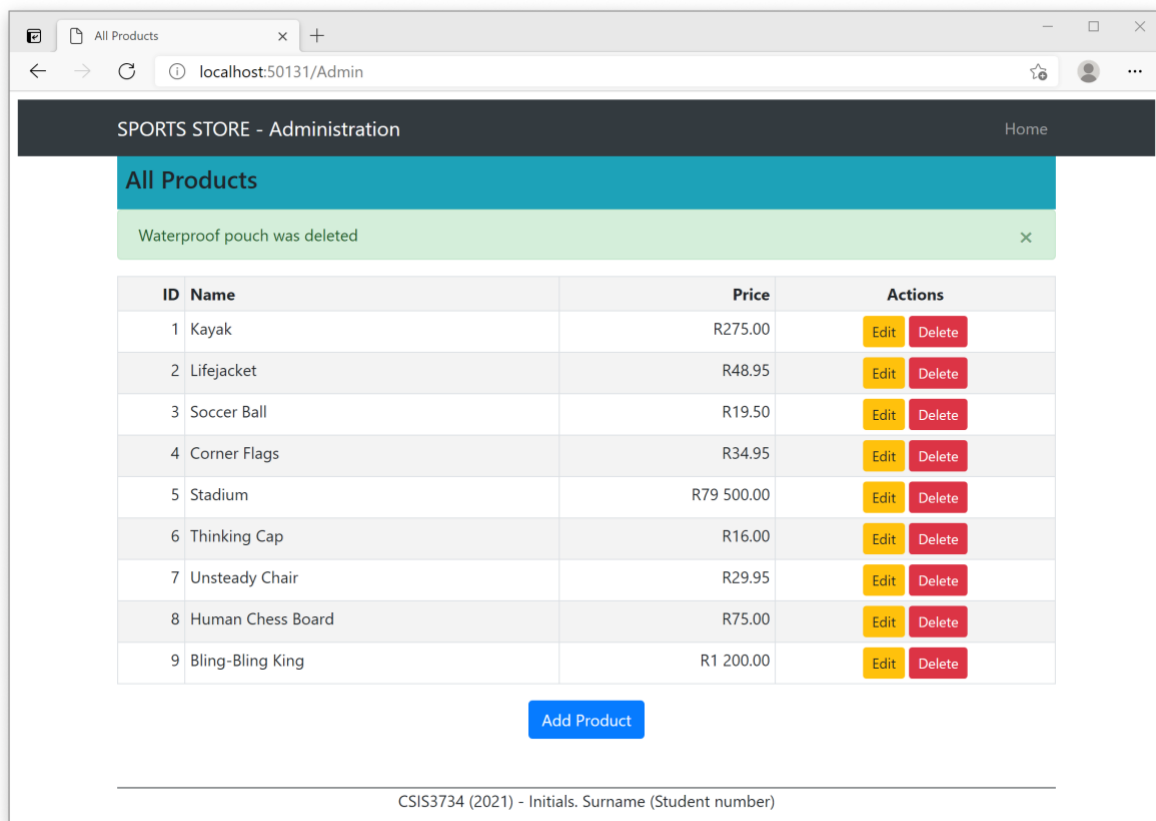 All Products
localhost:50131/Admin
SPORTS STORE - Administration Home
All Products
Waterproof pouch was deleted ×
ID Name Price Actions
1 Kayak R275.00 Edit Delete
2 Lifejacket R48.95 Edit Delete
3 Soccer Ball R19.50 Edit Delete
4 Corner Flags R34.95 Edit Delete
5 Stadium R79 500.00 Edit Delete
6 Thinking Cap R16.00 Edit Delete
7 Unsteady Chair R29.95 Edit Delete
8 Human Chess Board R75.00 Edit Delete
9 Bling-Bling King R1 200.00 Edit Delete
Add Product
CSIS3734 (2021) - Initials. Surname (Student number)